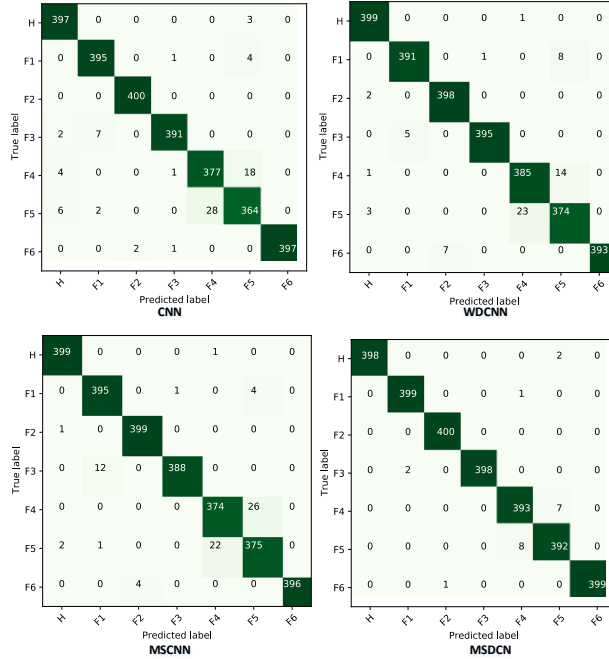 H 397 0 0 0 0 3 0
F1 0 395 0 1 0 4 0
F2 0 0 400 0 0 0 0
F3 2 7 0 391 0 0 0
F4 4 0 0 1 377 18 0
F5 6 2 0 0 28 364 0
F6 0 0 2 1 0 0 397
True label
H F1 F2 F3 F4 F5 F6
Predicted label
CNN
H 399 0 0 0 1 0 0
F1 0 391 0 1 0 8 0
F2 2 0 398 0 0 0 0
F3 0 5 0 395 0 0 0
F4 1 0 0 0 385 14 0
F5 3 0 0 0 23 374 0
F6 0 0 7 0 0 0 393
True label
H F1 F2 F3 F4 F5 F6
Predicted label
WDCNN
H 399 0 0 0 1 0 0
F1 0 395 0 1 0 4 0
F2 1 0 399 0 0 0 0
F3 0 12 0 388 0 0 0
F4 0 0 0 0 374 26 0
F5 2 1 0 0 22 375 0
F6 0 0 4 0 0 0 396
True label
H F1 F2 F3 F4 F5 F6
Predicted label
MSCNN
H 398 0 0 0 0 2 0
F1 0 399 0 0 1 0 0
F2 0 0 400 0 0 0 0
F3 0 2 0 398 0 0 0
F4 0 0 0 0 393 7 0
F5 0 0 0 0 8 392 0
F6 0 0 1 0 0 0 399
True label
H F1 F2 F3 F4 F5 F6
Predicted label
MSDCN